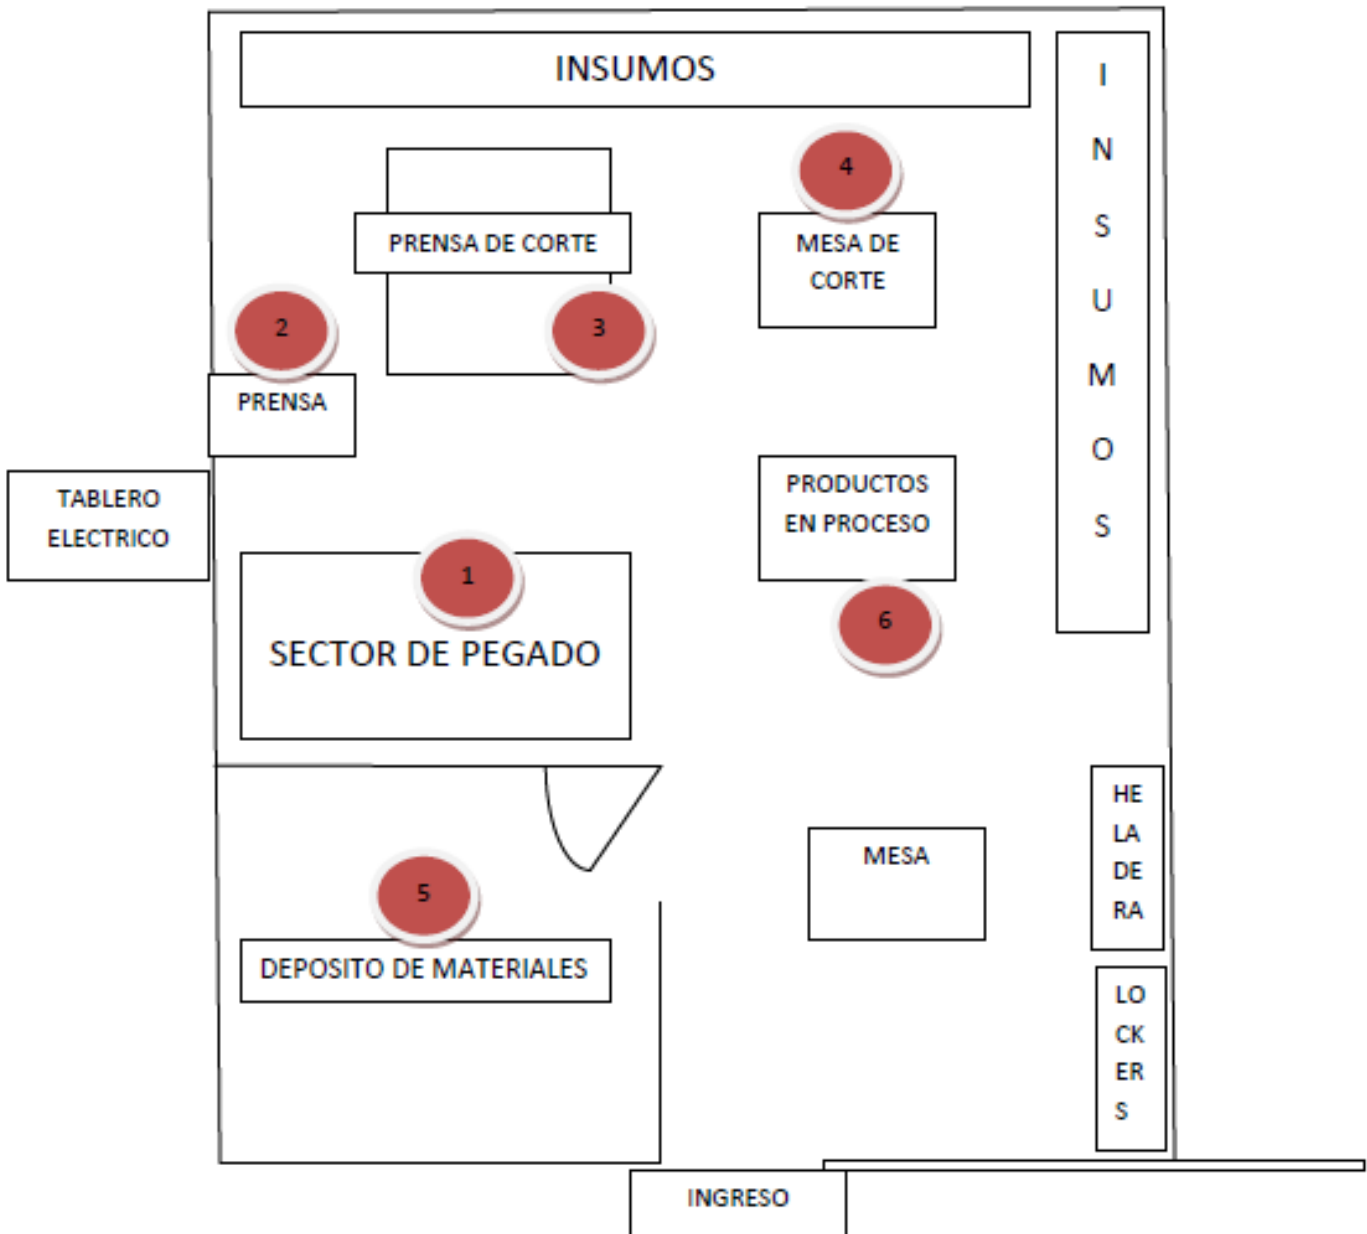 INSUMOS
I
N
S
U
M
O
S
4
PRENSA DE CORTE
MESA DE
CORTE
2
3
PRENSA
TABLERO
ELECTRICO
PRODUCTOS
EN PROCESO
1
SECTOR DE PEGADO
6
HE
LA
DE
RA
MESA
5
DEPOSITO DE MATERIALES
LO
CK
ER
S
INGRESO